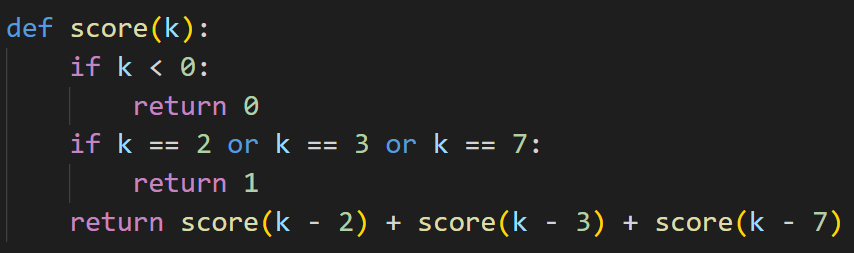 def score(k):
    if k < 0:
        return 0
    if k == 2 or k == 3 or k == 7:
        return 1
    return score(k - 2) + score(k - 3) + score(k - 7)